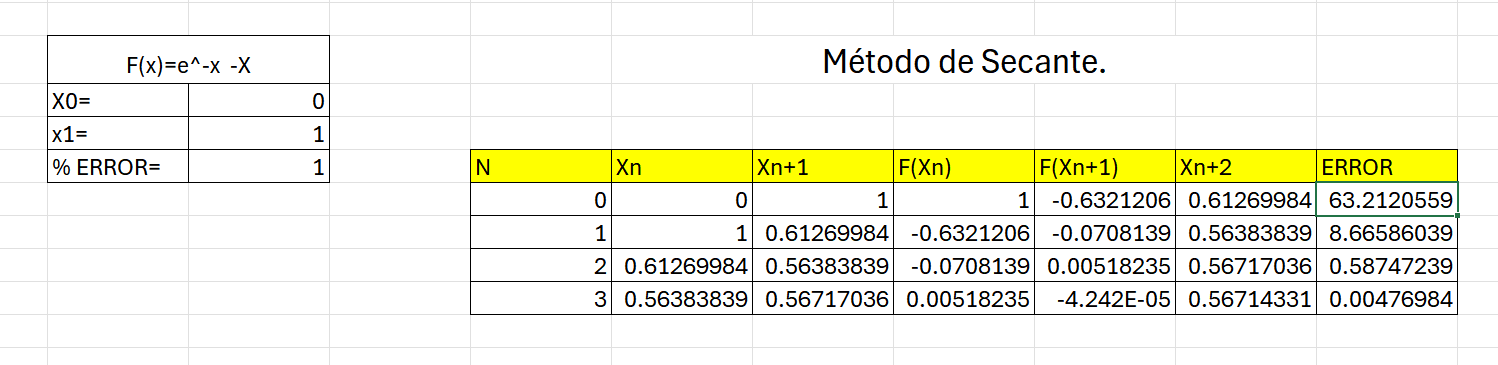 F(x)=e^-x -X
Método de Secante.
X0= 0
x1= 1
% ERROR= 1
N Xn Xn+1 F(Xn) F(Xn+1) Xn+2 ERROR
0 0 1 1 -0.6321206 0.61269984 63.2120559
1 1 0.61269984 -0.6321206 -0.0708139 0.56383839 8.66586039
2 0.61269984 0.56383839 -0.0708139 0.00518235 0.56717036 0.58747239
3 0.56383839 0.56717036 0.00518235 -4.242E-05 0.56714331 0.00476984